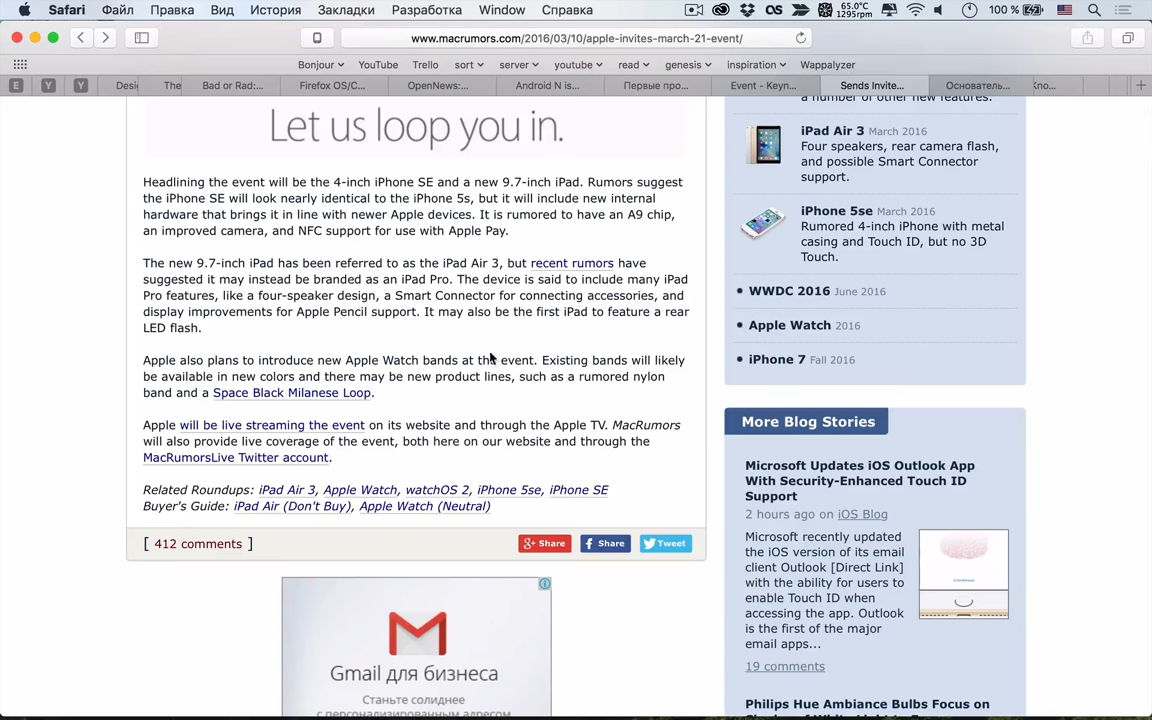 Safari Файл Правка Вид История Закладки Разработка Window Справка 65.0°C 1295rpm 100 %
www.macrumors.com/2016/03/10/apple-invites-march-21-event/
Bonjour YouTube Trello sort server youtube read genesis inspiration Wappalyzer
E Y Y Desi The Bad or Rad:... Firefox OS/C... OpenNews:... Android N is... Первые про... Event - Keyn... Sends Invite... Основатель... Kno...
Let us loop you in.
Headlining the event will be the 4-inch iPhone SE and a new 9.7-inch iPad. Rumors suggest
the iPhone SE will look nearly identical to the iPhone 5s, but it will include new internal
hardware that brings it in line with newer Apple devices. It is rumored to have an A9 chip,
an improved camera, and NFC support for use with Apple Pay.
The new 9.7-inch iPad has been referred to as the iPad Air 3, but recent rumors have
suggested it may instead be branded as an iPad Pro. The device is said to include many iPad
Pro features, like a four-speaker design, a Smart Connector for connecting accessories, and
display improvements for Apple Pencil support. It may also be the first iPad to feature a rear
LED flash.
Apple also plans to introduce new Apple Watch bands at the event. Existing bands will likely
be available in new colors and there may be new product lines, such as a rumored nylon
band and a Space Black Milanese Loop.
Apple will be live streaming the event on its website and through the Apple TV. MacRumors
will also provide live coverage of the event, both here on our website and through the
MacRumorsLive Twitter account.
Related Roundups: iPad Air 3, Apple Watch, watchOS 2, iPhone 5se, iPhone SE
Buyer's Guide: iPad Air (Don't Buy), Apple Watch (Neutral)
[ 412 comments ] Share Share Tweet
Gmail для бизнеса
Станьте солиднее
с персонализированным адресом
a number of other new features.
iPad Air 3 March 2016
Four speakers, rear camera flash,
and possible Smart Connector
support.
iPhone 5se March 2016
Rumored 4-inch iPhone with metal
casing and Touch ID, but no 3D
Touch.
• WWDC 2016 June 2016
• Apple Watch 2016
• iPhone 7 Fall 2016
More Blog Stories
Microsoft Updates iOS Outlook App
With Security-Enhanced Touch ID
Support
2 hours ago on iOS Blog
Microsoft recently updated
the iOS version of its email
client Outlook [Direct Link]
with the ability for users to
enable Touch ID when
accessing the app. Outlook
is the first of the major
email apps...
19 comments
Philips Hue Ambiance Bulbs Focus on